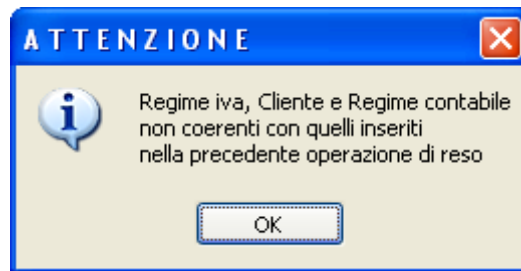 ATTENZIONE
Regime iva, Cliente e Regime contabile
non coerenti con quelli inseriti
nella precedente operazione di reso
OK